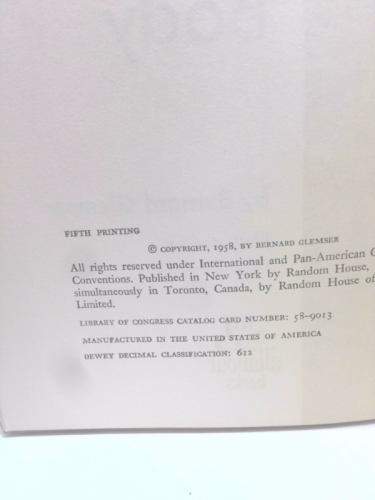 FIFTH PRINTING
© COPYRIGHT, 1958, BY BERNARD GLEMSER
All rights reserved under International and Pan-American
Conventions. Published in New York by Random House,
simultaneously in Toronto, Canada, by Random House of
Limited.
LIBRARY OF CONGRESS CATALOG CARD NUMBER: 58-9013
MANUFACTURED IN THE UNITED STATES OF AMERICA
DEWEY DECIMAL CLASSIFICATION: 612